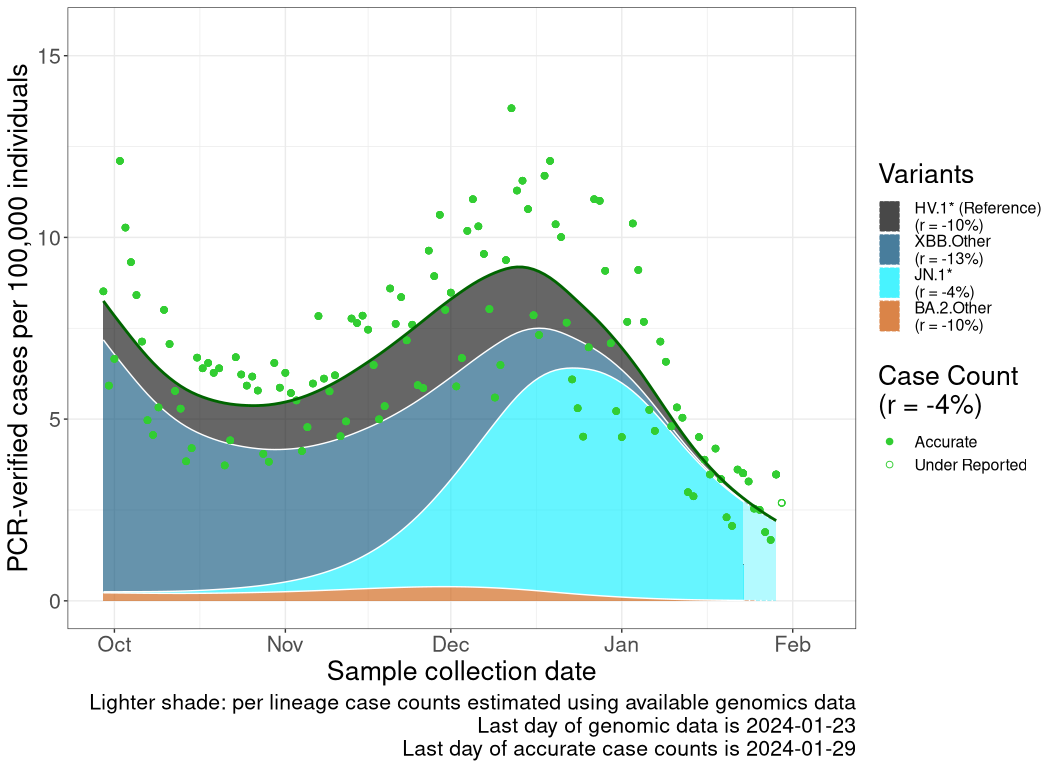 PCR-verified cases per 100,000 individuals
15
10
5
0
Oct
Nov
Dec
Jan
Feb
Sample collection date
Lighter shade: per lineage case counts estimated using available genomics data
Last day of genomic data is 2024-01-23
Last day of accurate case counts is 2024-01-29
Variants
HV.1* (Reference)
(r = -10%)
XBB.Other
(r = -13%)
JN.1*
(r = -4%)
BA.2.Other
(r = -10%)
Case Count
(r = -4%)
Accurate
Under Reported